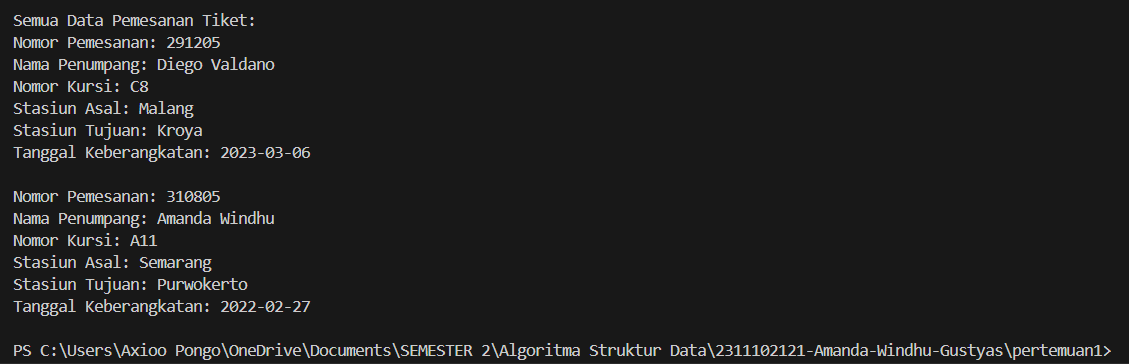 Semua Data Pemesanan Tiket:
Nomor Pemesanan: 291205
Nama Penumpang: Diego Valdano
Nomor Kursi: C8
Stasiun Asal: Malang
Stasiun Tujuan: Kroya
Tanggal Keberangkatan: 2023-03-06
Nomor Pemesanan: 310805
Nama Penumpang: Amanda Windhu
Nomor Kursi: A11
Stasiun Asal: Semarang
Stasiun Tujuan: Purwokerto
Tanggal Keberangkatan: 2022-02-27
PS C:\Users\Axioo Pongo\OneDrive\Documents\SEMESTER 2\Algoritma Struktur Data\2311102121-Amanda-Windhu-Gustyas\pertemuan1>